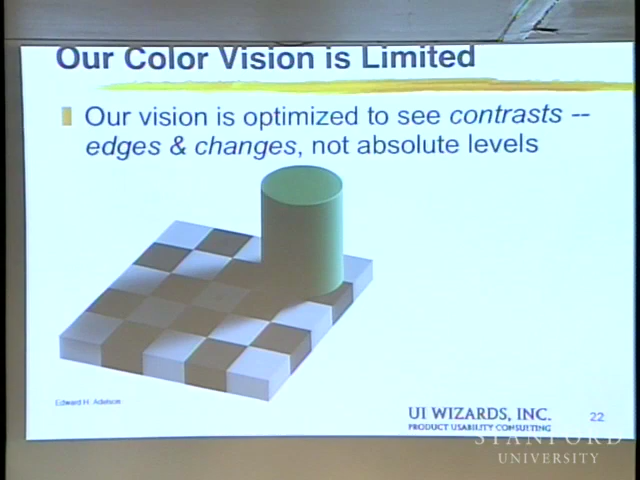 Our Color Vision is Limited
Our vision is optimized to see contrasts --
edges & changes, not absolute levels
Edward H. Adelson
UI WIZARDS, INC.
PRODUCT USABILITY CONSULTING
22
STANFORD
UNIVERSITY